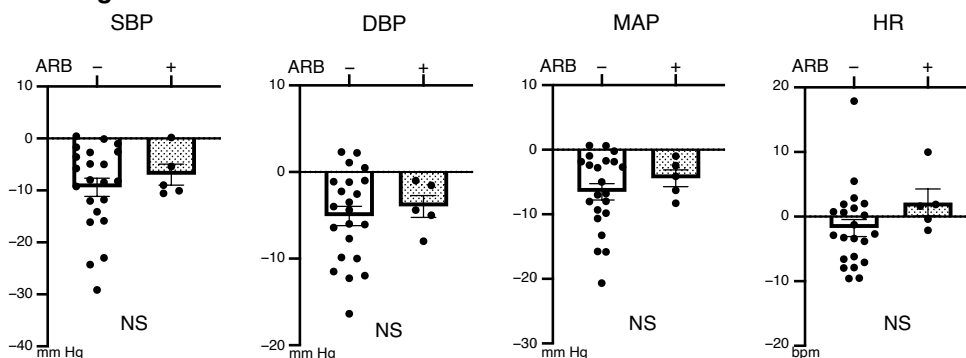 SBP DBP MAP HR
ARB − + ARB − + ARB − + ARB − +
10 10 10 20
0 0 0 10
−10 −10 −10 0
−20 −20 −20 −10
−30 −30 −20
−40
NS NS NS NS
mm Hg mm Hg mm Hg bpm